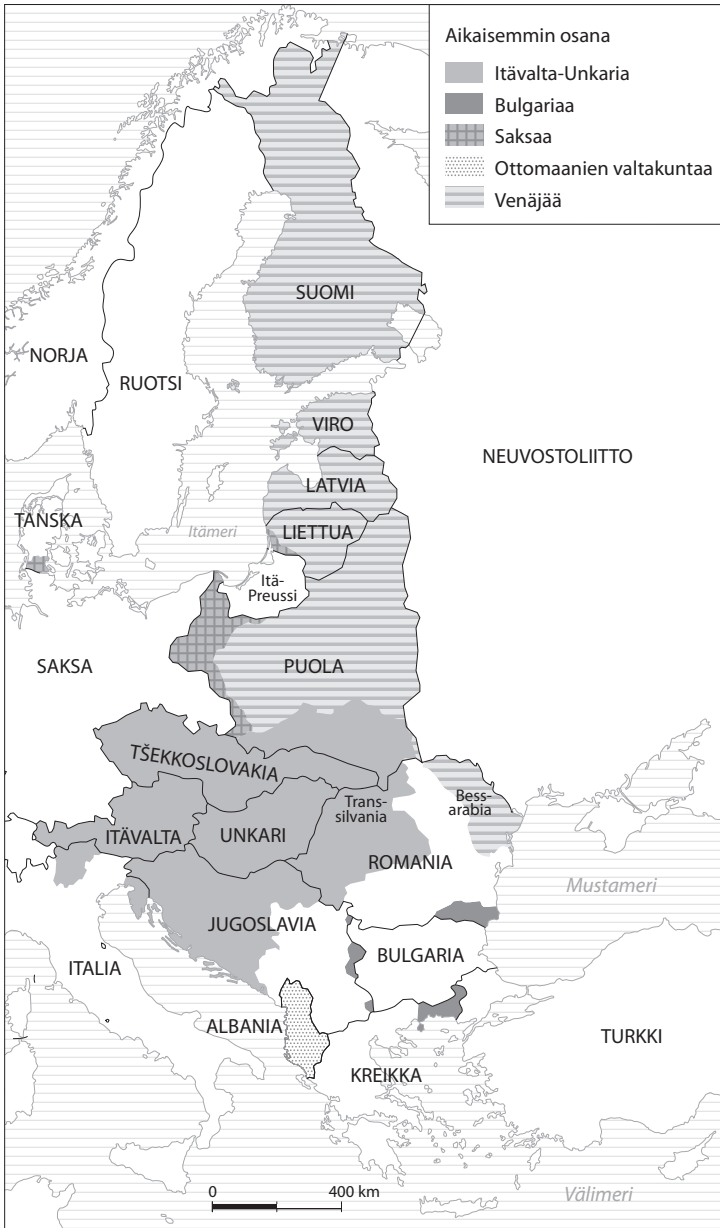 Aikaisemmin osana
Itävalta-Unkaria
Bulgariaa
Saksaa
Ottomaanien valtakuntaa
Venäjää
SUOMI
NORJA
RUOTSI
VIRO
NEUVOSTOLIITTO
LATVIA
TANSKA
Itämeri
LIETTUA
Itä-
Preussi
SAKSA
PUOLA
TŠEKKOSLOVAKIA
Trans-
silvania
Bess-
arabia
ITÄVALTA
UNKARI
ROMANIA
Mustameri
JUGOSLAVIA
BULGARIA
ITALIA
ALBANIA
TURKKI
KREIKKA
0 400 km
Välimeri